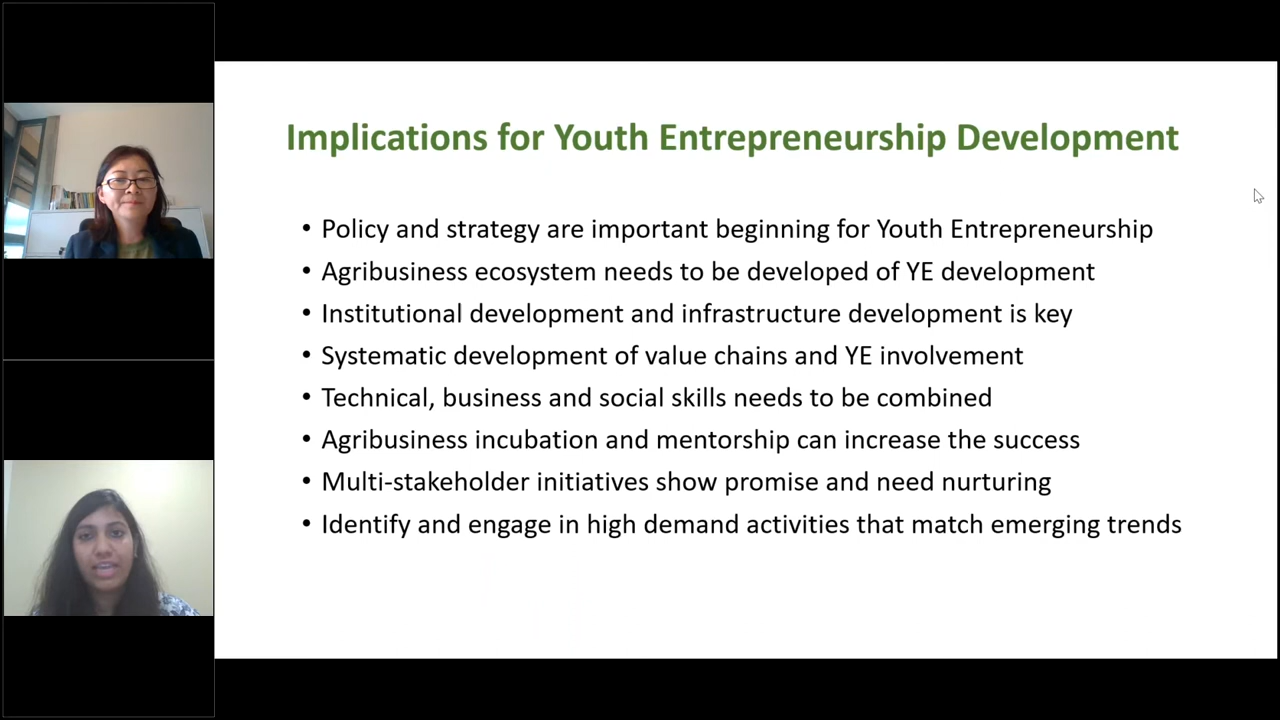 Implications for Youth Entrepreneurship Development
• Policy and strategy are important beginning for Youth Entrepreneurship
• Agribusiness ecosystem needs to be developed of YE development
• Institutional development and infrastructure development is key
• Systematic development of value chains and YE involvement
• Technical, business and social skills needs to be combined
• Agribusiness incubation and mentorship can increase the success
• Multi-stakeholder initiatives show promise and need nurturing
• Identify and engage in high demand activities that match emerging trends